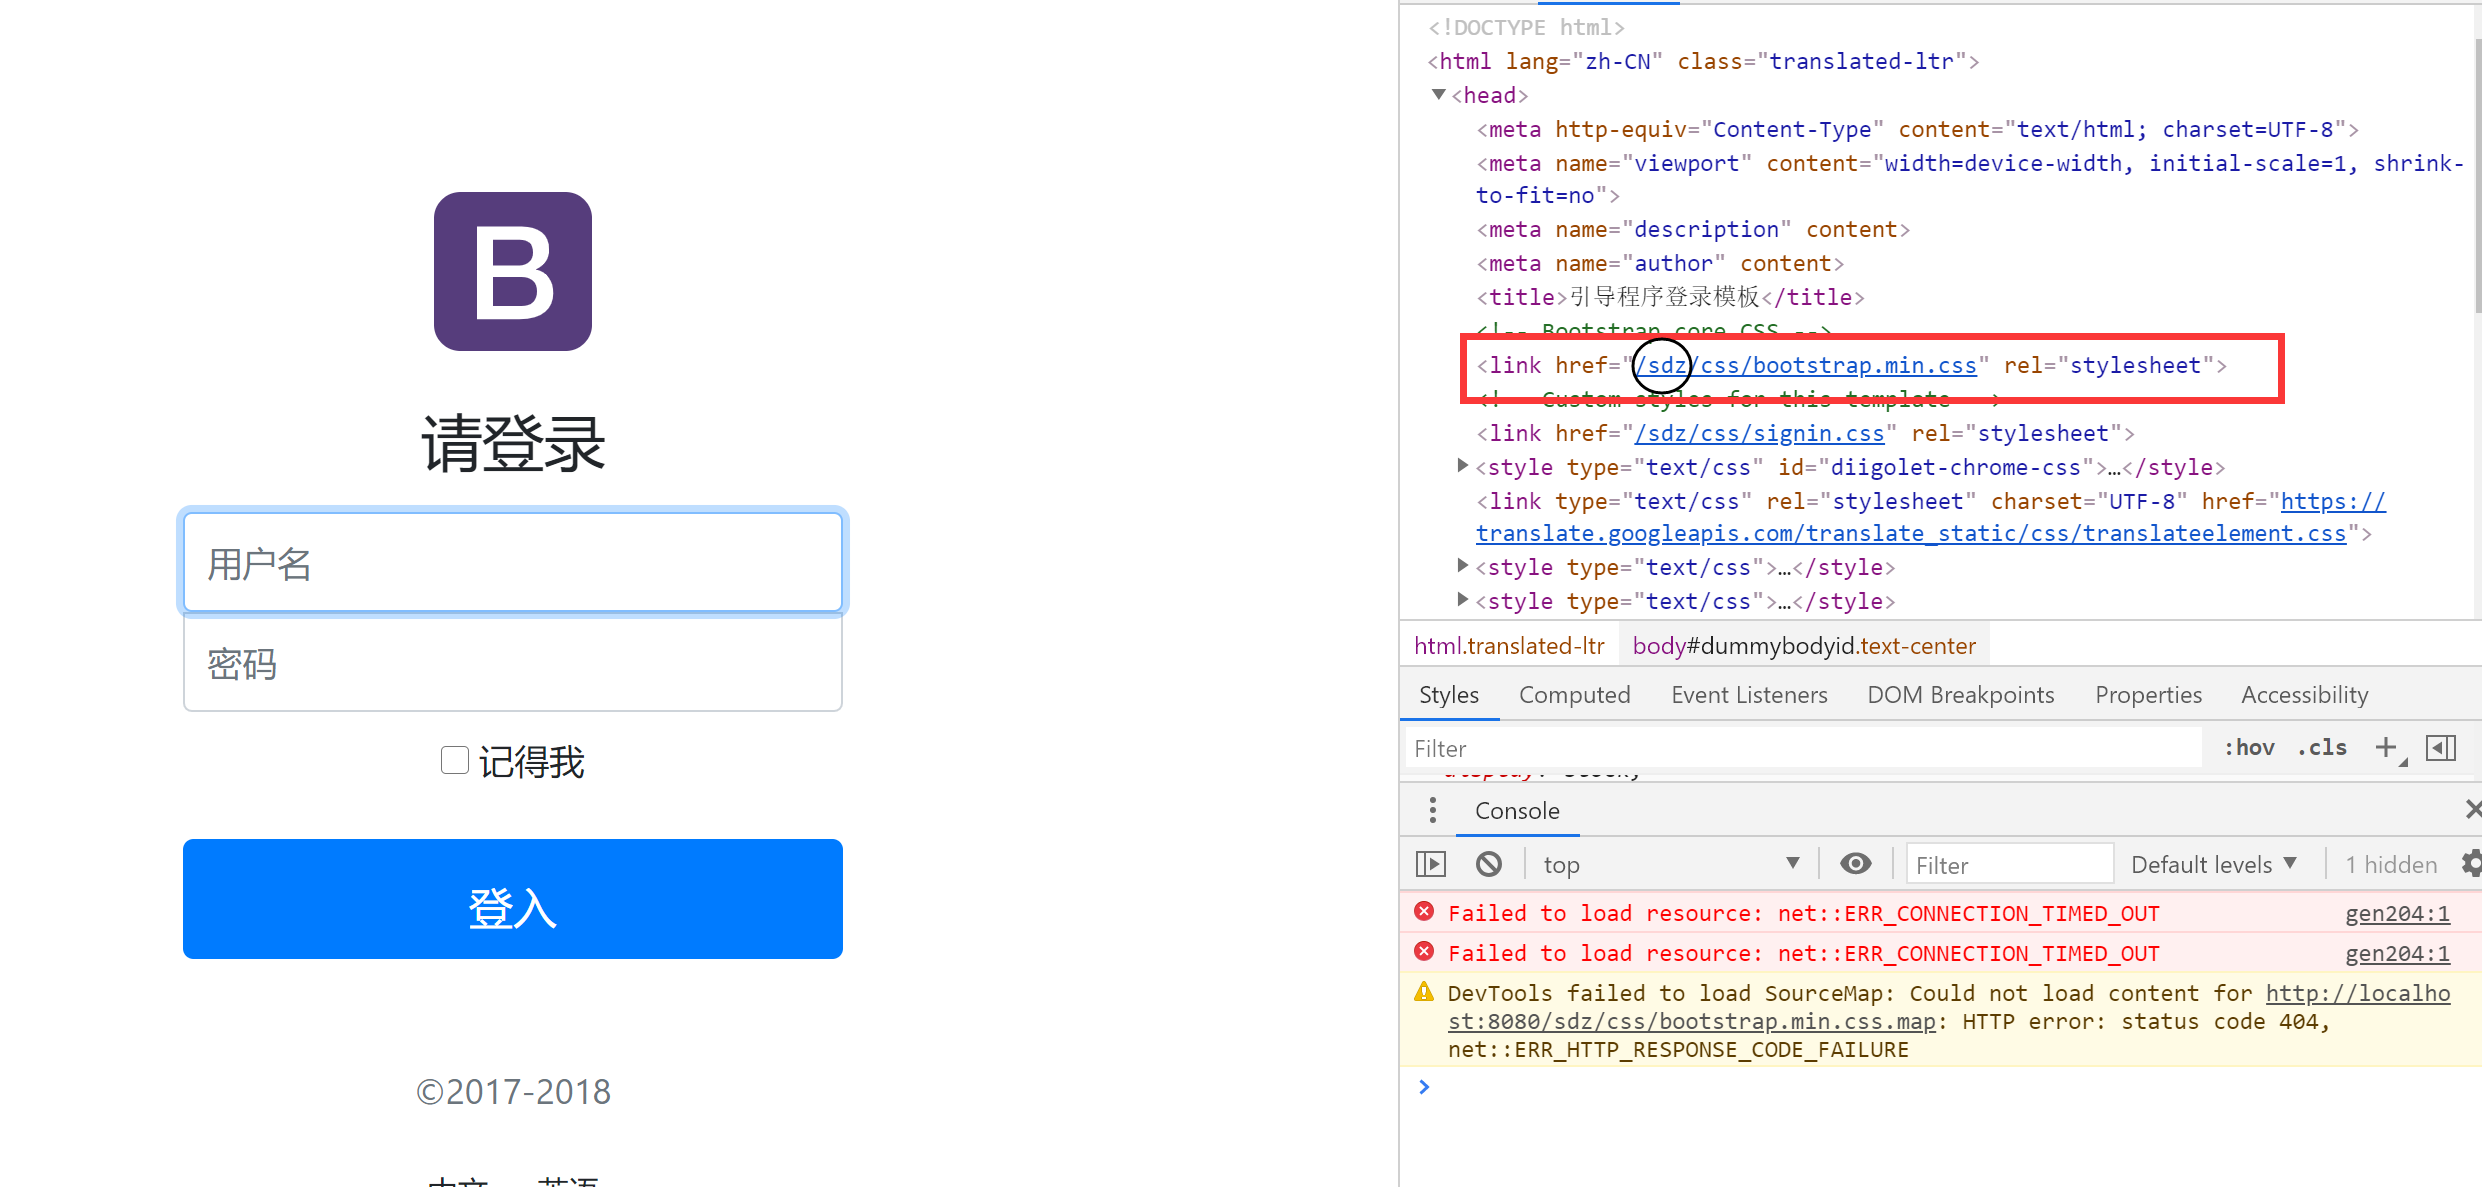 B
请登录
用户名
密码
记得我
登入
©2017-2018
中文 英语
<!DOCTYPE html>
<html lang="zh-CN" class="translated-ltr">
<head>
<meta http-equiv="Content-Type" content="text/html; charset=UTF-8">
<meta name="viewport" content="width=device-width, initial-scale=1, shrink-
to-fit=no">
<meta name="description" content>
<meta name="author" content>
<title>引导程序登录模板</title>
<!-- Bootstrap core CSS -->
<link href="/sdz/css/bootstrap.min.css" rel="stylesheet">
<!-- Custom styles for this template -->
<link href="/sdz/css/signin.css" rel="stylesheet">
<style type="text/css" id="diigolet-chrome-css">…</style>
<link type="text/css" rel="stylesheet" charset="UTF-8" href="https://
translate.googleapis.com/translate_static/css/translateelement.css">
<style type="text/css">…</style>
<style type="text/css">…</style>
html.translated-ltr body#dummybodyid.text-center
Styles Computed Event Listeners DOM Breakpoints Properties Accessibility
Filter :hov .cls +
Console
top Filter Default levels 1 hidden
Failed to load resource: net::ERR_CONNECTION_TIMED_OUT gen204:1
Failed to load resource: net::ERR_CONNECTION_TIMED_OUT gen204:1
DevTools failed to load SourceMap: Could not load content for http://localho
st:8080/sdz/css/bootstrap.min.css.map: HTTP error: status code 404,
net::ERR_HTTP_RESPONSE_CODE_FAILURE